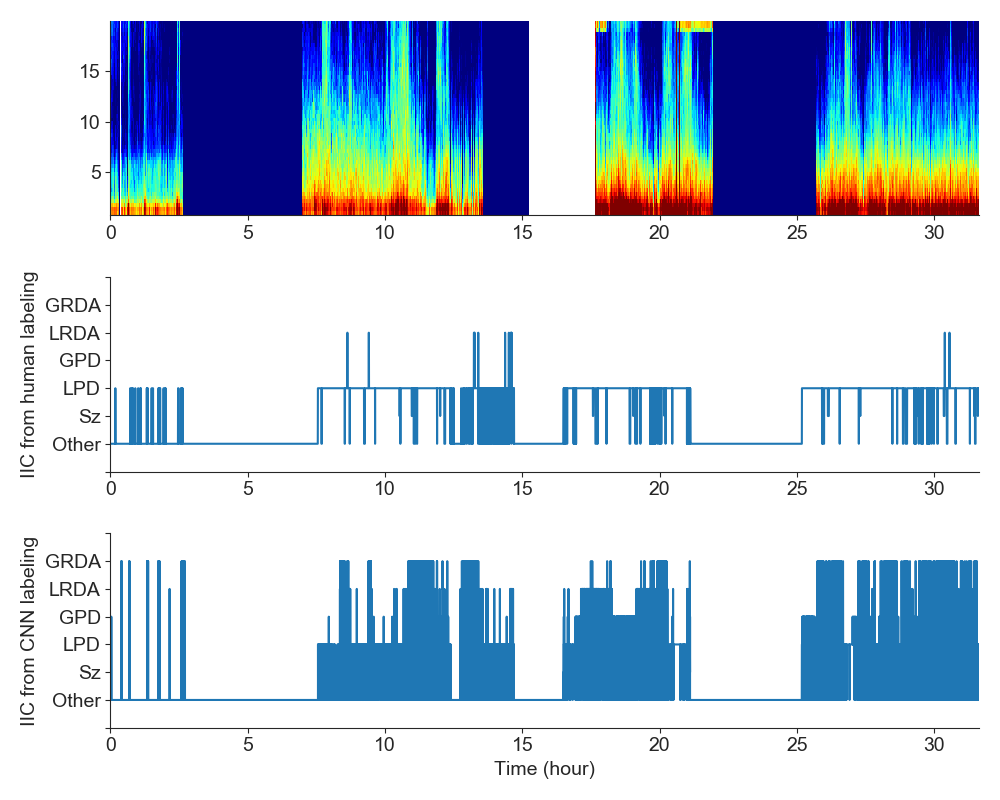 15
10
5
0 5 10 15 20 25 30
IIC from human labeling
GRDA
LRDA
GPD
LPD
Sz
Other
0 5 10 15 20 25 30
IIC from CNN labeling
GRDA
LRDA
GPD
LPD
Sz
Other
0 5 10 15 20 25 30
Time (hour)